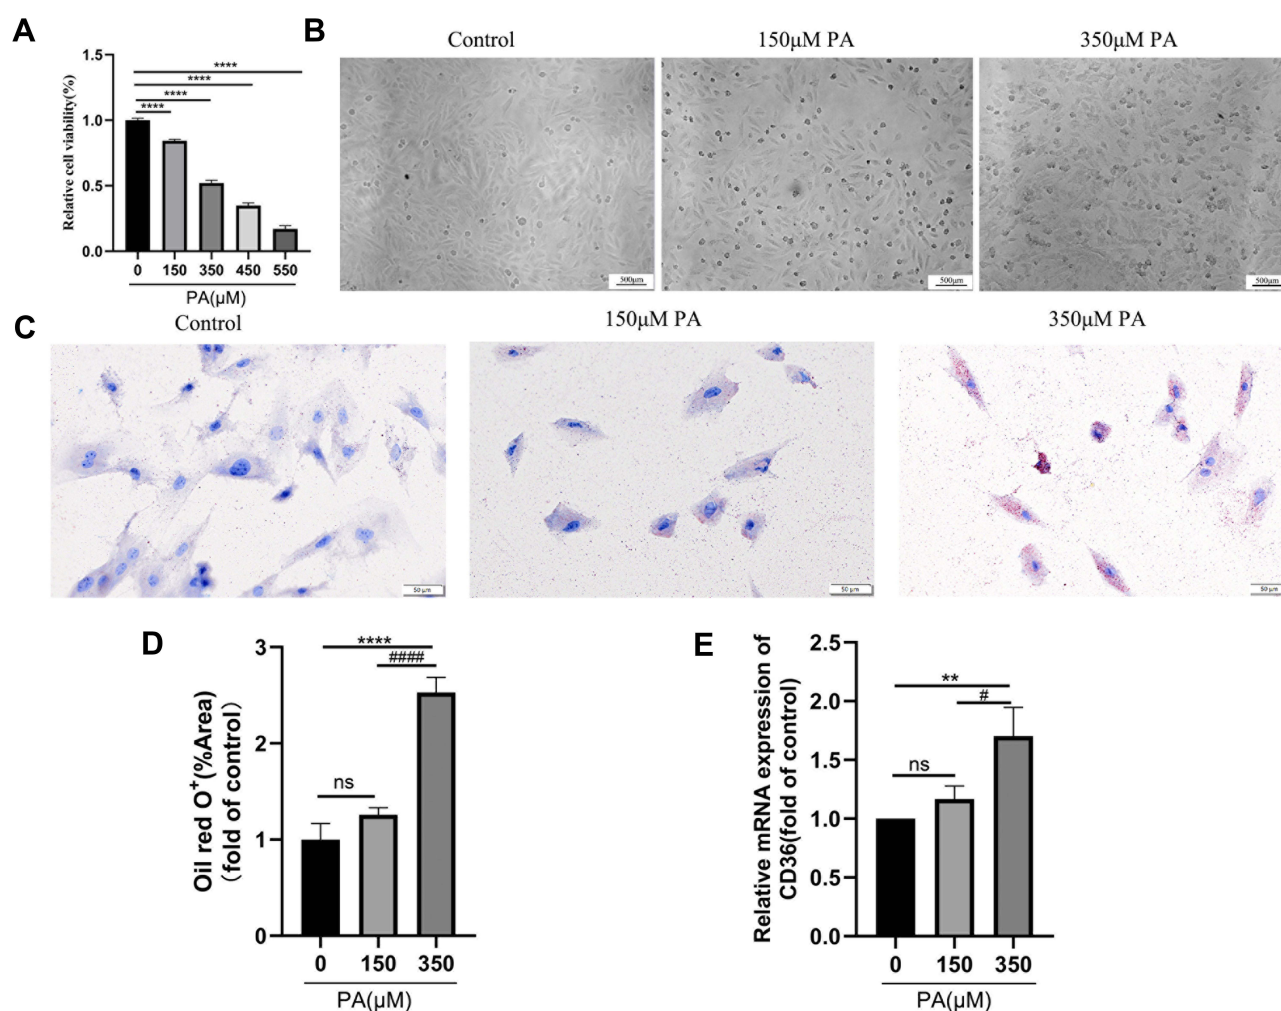 A
Relative cell viability(%)
1.5
1.0
0.5
0.0
****
****
****
****
0 150 350 450 550
PA(μM)
B
Control 150μM PA 350μM PA
500μm 500μm 500μm
C
Control 150μM PA 350μM PA
50 μm 50 μm 50 μm
D
Oil red O+(%Area)
(fold of control)
3
2
1
0
****
####
ns
0 150 350
PA(μM)
E
Relative mRNA expression of
CD36(fold of control)
2.5
2.0
1.5
1.0
0.5
0.0
**
#
ns
0 150 350
PA(μM)